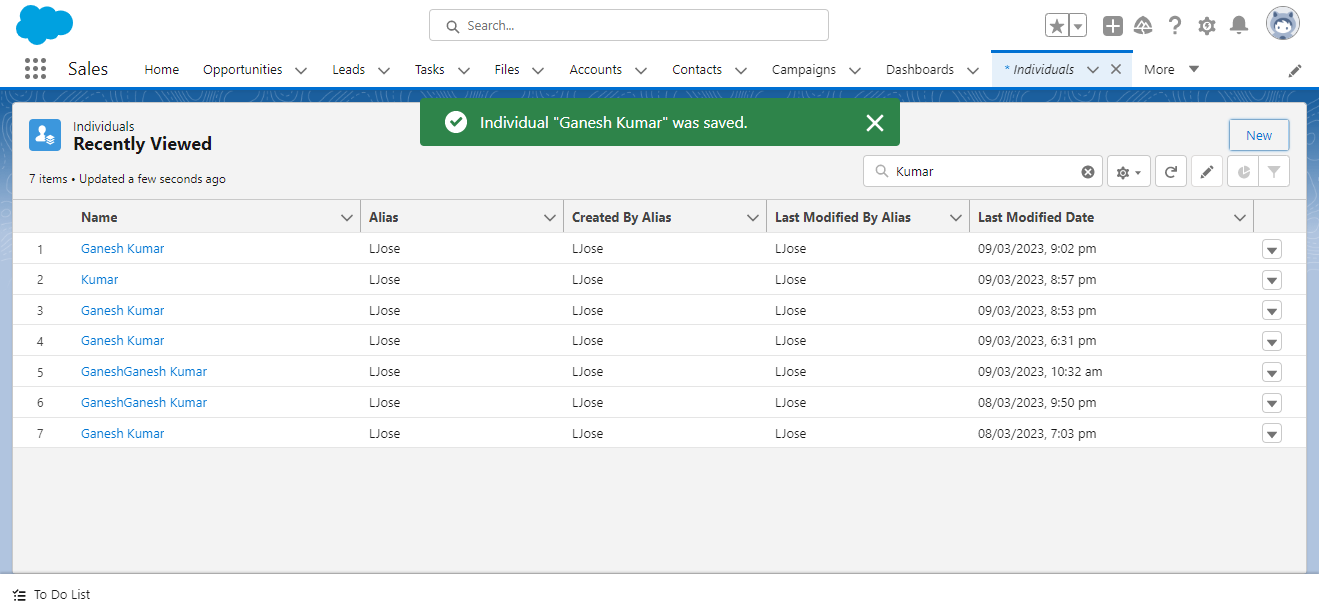 Search...
Sales Home Opportunities Leads Tasks Files Accounts Contacts Campaigns Dashboards * Individuals More
Individual "Ganesh Kumar" was saved.
Individuals
Recently Viewed
New
7 items • Updated a few seconds ago
Kumar
Name Alias Created By Alias Last Modified By Alias Last Modified Date
1 Ganesh Kumar LJose LJose LJose 09/03/2023, 9:02 pm
2 Kumar LJose LJose LJose 09/03/2023, 8:57 pm
3 Ganesh Kumar LJose LJose LJose 09/03/2023, 8:53 pm
4 Ganesh Kumar LJose LJose LJose 09/03/2023, 6:31 pm
5 GaneshGanesh Kumar LJose LJose LJose 09/03/2023, 10:32 am
6 GaneshGanesh Kumar LJose LJose LJose 08/03/2023, 9:50 pm
7 Ganesh Kumar LJose LJose LJose 08/03/2023, 7:03 pm
To Do List